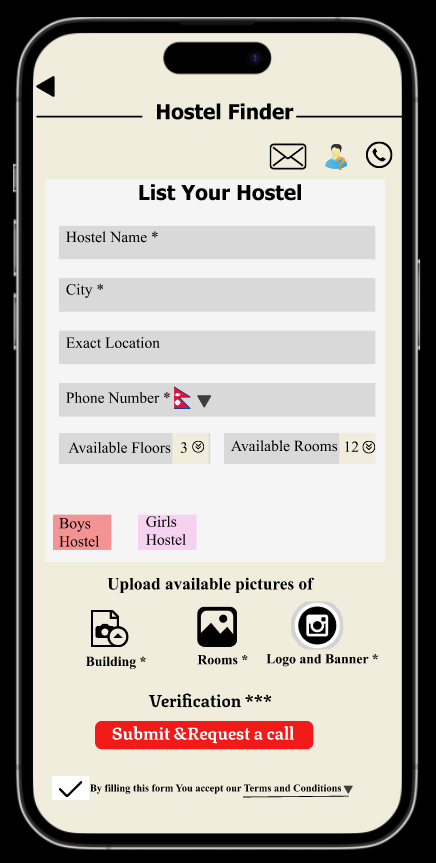 Hostel Finder
List Your Hostel
Hostel Name *
City *
Exact Location
Phone Number *
Available Floors 3 Available Rooms 12
Boys Girls
Hostel Hostel
Upload available pictures of
Building * Rooms * Logo and Banner *
Verification ***
Submit &Request a call
By filling this form You accept our Terms and Conditions